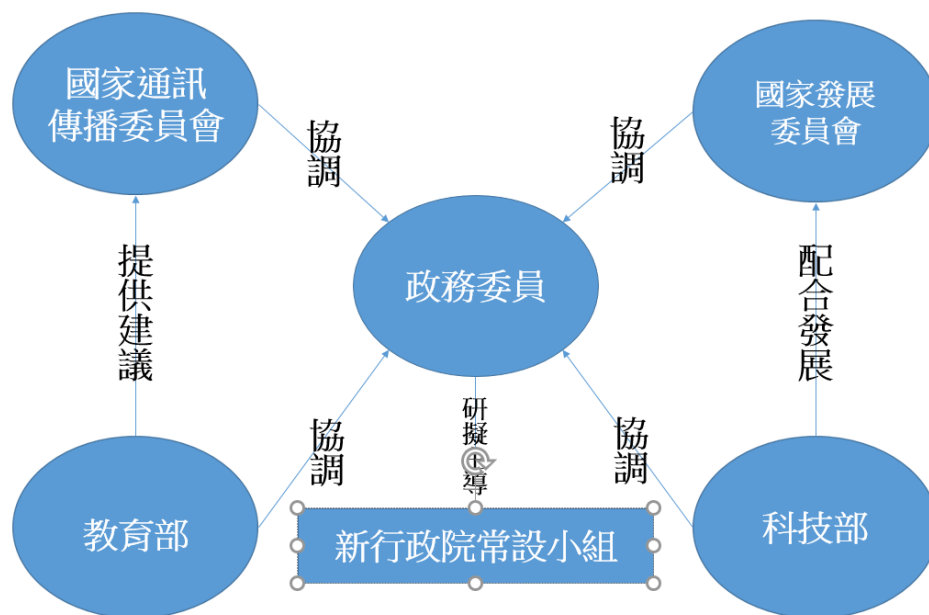 國家通訊
傳播委員會
國家發展
委員會
協調
協調
政務委員
提供建議
配合發展
協調
研擬主導
協調
教育部
新行政院常設小組
科技部